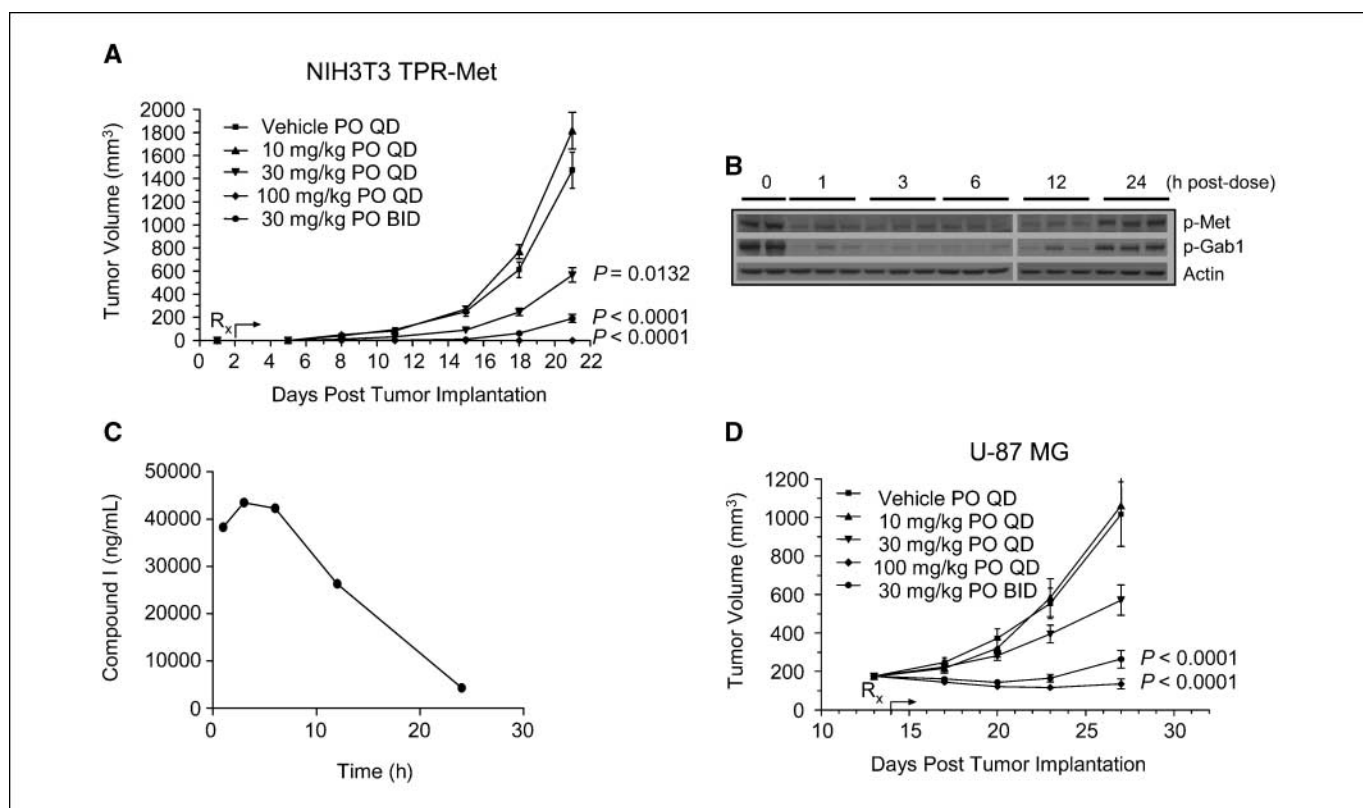 A
NIH3T3 TPR-Met
Tumor Volume (mm³)
2000
1800
1600
1400
1200
1000
800
600
400
200
0
Vehicle PO QD
10 mg/kg PO QD
30 mg/kg PO QD
100 mg/kg PO QD
30 mg/kg PO BID
P = 0.0132
P < 0.0001
P < 0.0001
Rx
0 2 4 6 8 10 12 14 16 18 20 22
Days Post Tumor Implantation
B
0 1 3 6 12 24 (h post-dose)
p-Met
p-Gab1
Actin
C
Compound I (ng/mL)
50000
40000
30000
20000
10000
0
0 10 20 30
Time (h)
D
U-87 MG
Tumor Volume (mm³)
1200
1000
800
600
400
200
0
Vehicle PO QD
10 mg/kg PO QD
30 mg/kg PO QD
100 mg/kg PO QD
30 mg/kg PO BID
P < 0.0001
P < 0.0001
Rx
10 15 20 25 30
Days Post Tumor Implantation